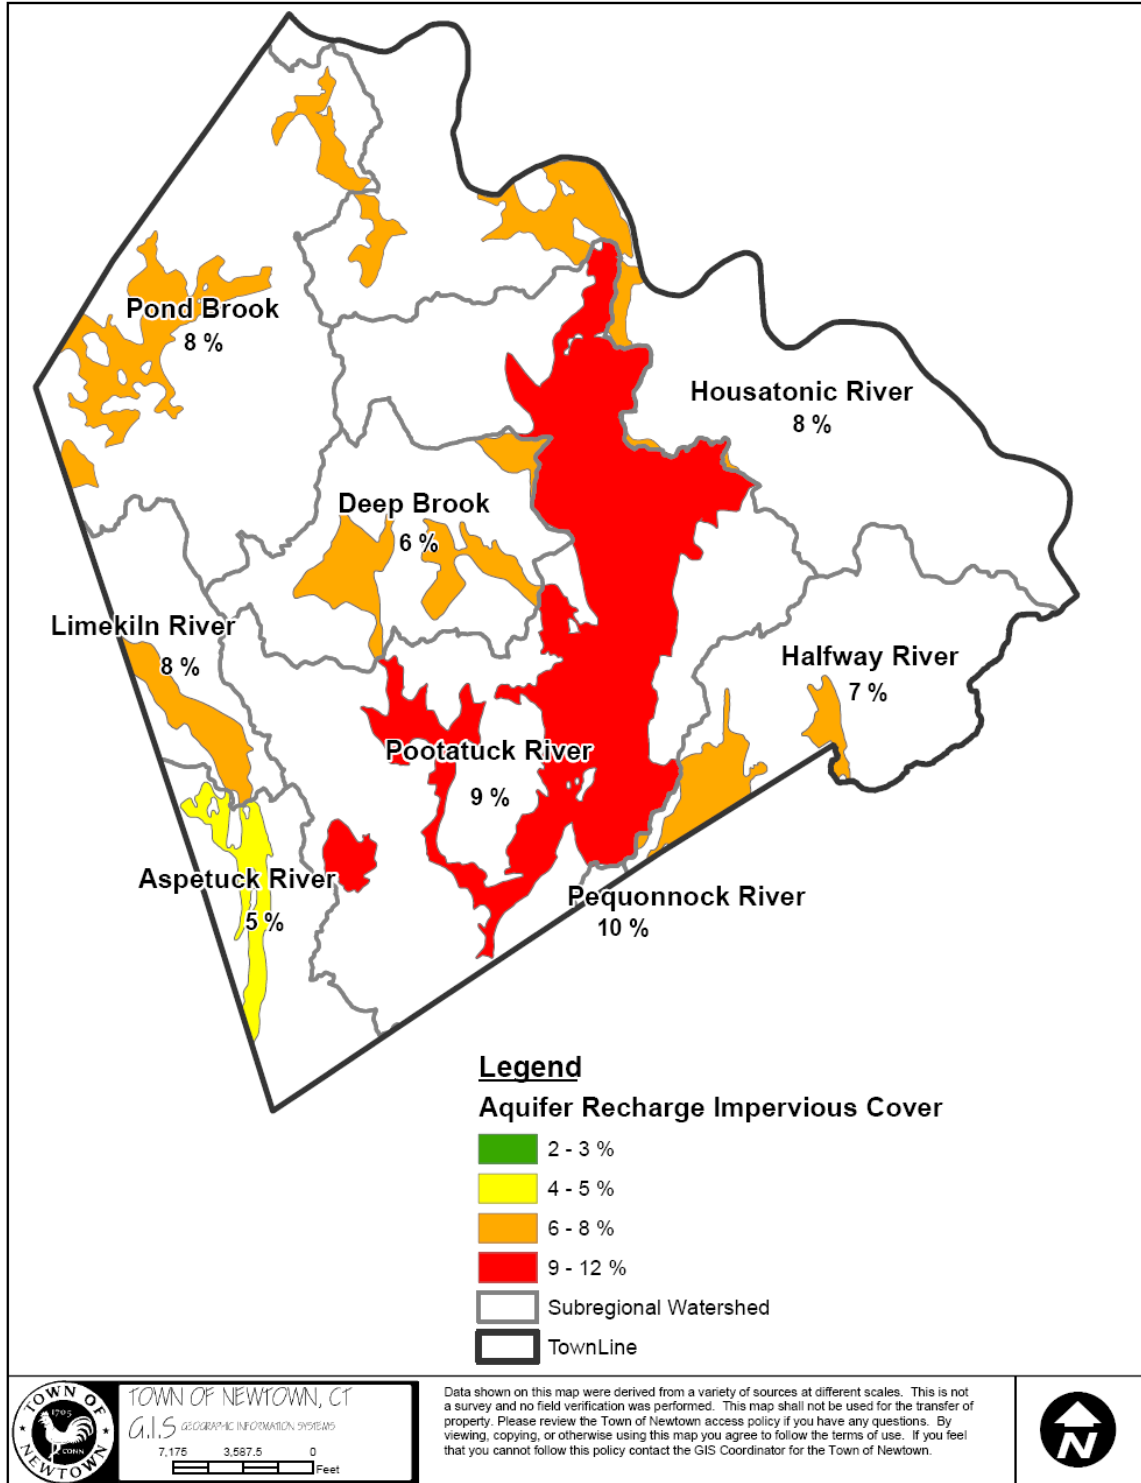 Pond Brook
8 %
Housatonic River
8 %
Deep Brook
6 %
Limekiln River
8 %
Halfway River
7 %
Pootatuck River
9 %
Aspetuck River
5 %
Pequonnock River
10 %
Legend
Aquifer Recharge Impervious Cover
2 - 3 %
4 - 5 %
6 - 8 %
9 - 12 %
Subregional Watershed
TownLine
TOWN OF
1705
CONN
NEWTOWN
TOWN OF NEWTOWN, CT
G.I.S GEOGRAPHIC INFORMATION SYSTEMS
7,175 3,587.5 0
Feet
Data shown on this map were derived from a variety of sources at different scales. This is not
a survey and no field verification was performed. This map shall not be used for the transfer of
property. Please review the Town of Newtown access policy if you have any questions. By
viewing, copying, or otherwise using this map you agree to follow the terms of use. If you feel
that you cannot follow this policy contact the GIS Coordinator for the Town of Newtown.
N